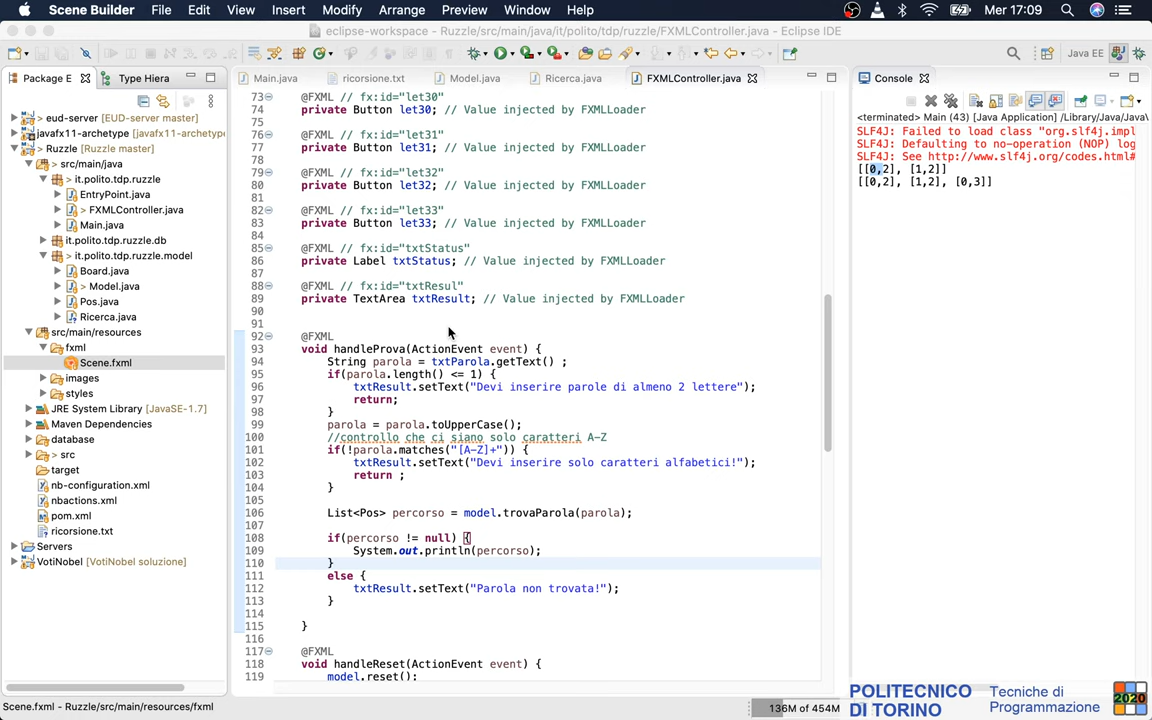 Scene Builder File Edit View Insert Modify Arrange Preview Window Help Mer 17:09
eclipse-workspace - Ruzzle/src/main/java/it/polito/tdp/ruzzle/FXMLController.java - Eclipse IDE
Java EE
Package E Type Hiera
Main.java ricorsione.txt Model.java Ricerca.java FXMLController.java
Console
eud-server [EUD-server master]
javafx11-archetype [javafx11-archetype
Ruzzle [Ruzzle master]
> src/main/java
> it.polito.tdp.ruzzle
EntryPoint.java
> FXMLController.java
Main.java
it.polito.tdp.ruzzle.db
> it.polito.tdp.ruzzle.model
Board.java
> Model.java
Pos.java
Ricerca.java
> src/main/resources
> fxml
Scene.fxml
images
styles
JRE System Library [JavaSE-1.7]
Maven Dependencies
database
> src
target
nb-configuration.xml
nbactions.xml
pom.xml
ricorsione.txt
Servers
VotiNobel [VotiNobel soluzione]
73 @FXML // fx:id="let30"
74 private Button let30; // Value injected by FXMLLoader
75
76 @FXML // fx:id="let31"
77 private Button let31; // Value injected by FXMLLoader
78
79 @FXML // fx:id="let32"
80 private Button let32; // Value injected by FXMLLoader
81
82 @FXML // fx:id="let33"
83 private Button let33; // Value injected by FXMLLoader
84
85 @FXML // fx:id="txtStatus"
86 private Label txtStatus; // Value injected by FXMLLoader
87
88 @FXML // fx:id="txtResul"
89 private TextArea txtResult; // Value injected by FXMLLoader
90
91
92 @FXML
93 void handleProva(ActionEvent event) {
94 String parola = txtParola.getText() ;
95 if(parola.length() <= 1) {
96 txtResult.setText("Devi inserire parole di almeno 2 lettere");
97 return;
98 }
99 parola = parola.toUpperCase();
100 //controllo che ci siano solo caratteri A-Z
101 if(!parola.matches("[A-Z]+")) {
102 txtResult.setText("Devi inserire solo caratteri alfabetici!");
103 return ;
104 }
105
106 List<Pos> percorso = model.trovaParola(parola);
107
108 if(percorso != null) {
109 System.out.println(percorso);
110 }
111 else {
112 txtResult.setText("Parola non trovata!");
113 }
114
115 }
116
117 @FXML
118 void handleReset(ActionEvent event) {
119 model.reset();
<terminated> Main (43) [Java Application] /Library/Java/Java\
SLF4J: Failed to load class "org.slf4j.impl
SLF4J: Defaulting to no-operation (NOP) log
SLF4J: See http://www.slf4j.org/codes.html#
[[0,2], [1,2]]
[[0,2], [1,2], [0,3]]
Scene.fxml - Ruzzle/src/main/resources/fxml
136M of 454M
POLITECNICO
DI TORINO
Tecniche di
Programmazione
2020